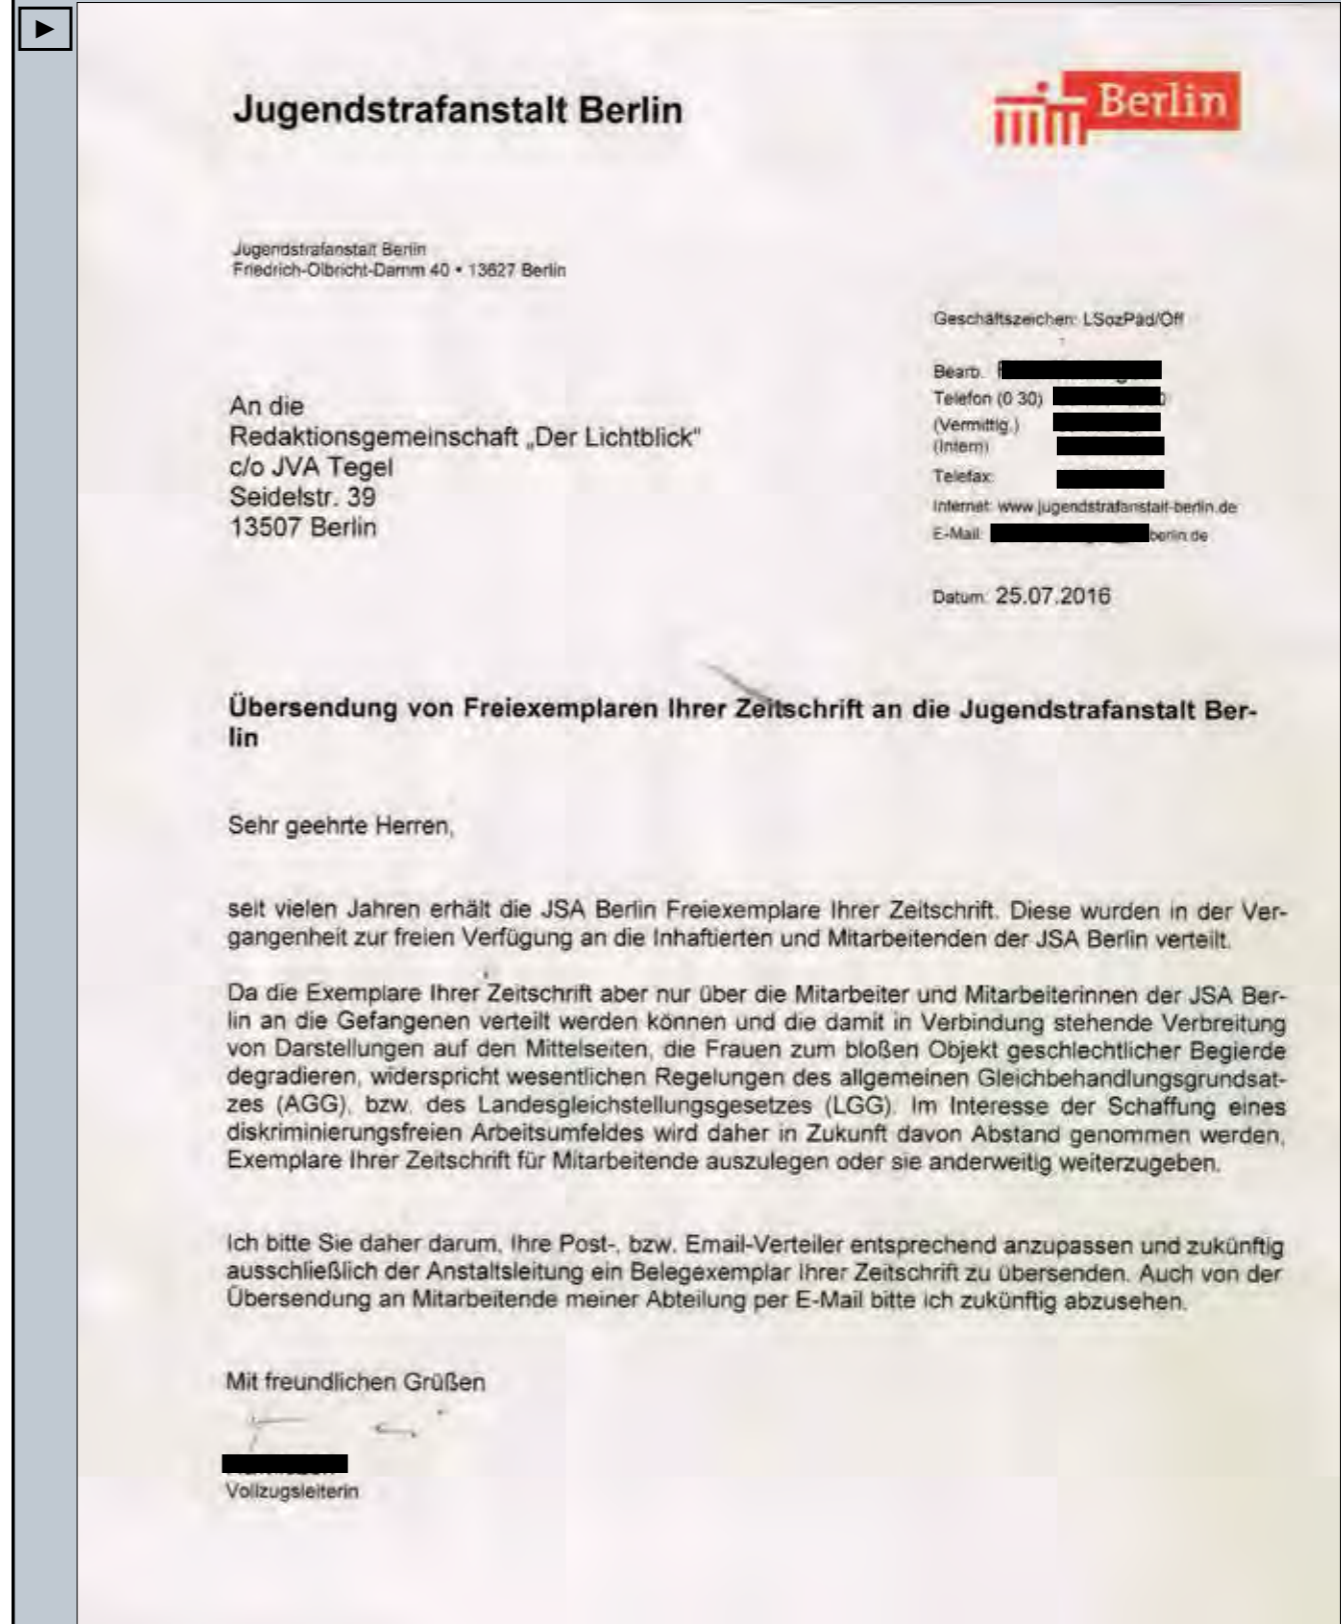 Jugendstrafanstalt Berlin
Berlin
Jugendstrafanstalt Berlin
Friedrich-Olbricht-Damm 40 • 13627 Berlin
Geschäftszeichen: LSozPäd/Öff
Bearb.
Telefon (0 30)
(Vermittlg.)
(Intern)
Telefax:
Internet: www.jugendstrafanstalt-berlin.de
E-Mail: berlin.de
Datum: 25.07.2016
An die
Redaktionsgemeinschaft „Der Lichtblick“
c/o JVA Tegel
Seidelstr. 39
13507 Berlin
Übersendung von Freiexemplaren Ihrer Zeitschrift an die Jugendstrafanstalt Ber-
lin
Sehr geehrte Herren,
seit vielen Jahren erhält die JSA Berlin Freiexemplare Ihrer Zeitschrift. Diese wurden in der Ver-
gangenheit zur freien Verfügung an die Inhaftierten und Mitarbeitenden der JSA Berlin verteilt.
Da die Exemplare Ihrer Zeitschrift aber nur über die Mitarbeiter und Mitarbeiterinnen der JSA Ber-
lin an die Gefangenen verteilt werden können und die damit in Verbindung stehende Verbreitung
von Darstellungen auf den Mittelseiten, die Frauen zum bloßen Objekt geschlechtlicher Begierde
degradieren, widerspricht wesentlichen Regelungen des allgemeinen Gleichbehandlungsgrundsat-
zes (AGG), bzw. des Landesgleichstellungsgesetzes (LGG). Im Interesse der Schaffung eines
diskriminierungsfreien Arbeitsumfeldes wird daher in Zukunft davon Abstand genommen werden,
Exemplare Ihrer Zeitschrift für Mitarbeitende auszulegen oder sie anderweitig weiterzugeben.
Ich bitte Sie daher darum, Ihre Post-, bzw. Email-Verteiler entsprechend anzupassen und zukünftig
ausschließlich der Anstaltsleitung ein Belegexemplar Ihrer Zeitschrift zu übersenden. Auch von der
Übersendung an Mitarbeitende meiner Abteilung per E-Mail bitte ich zukünftig abzusehen.
Mit freundlichen Grüßen
Vollzugsleiterin